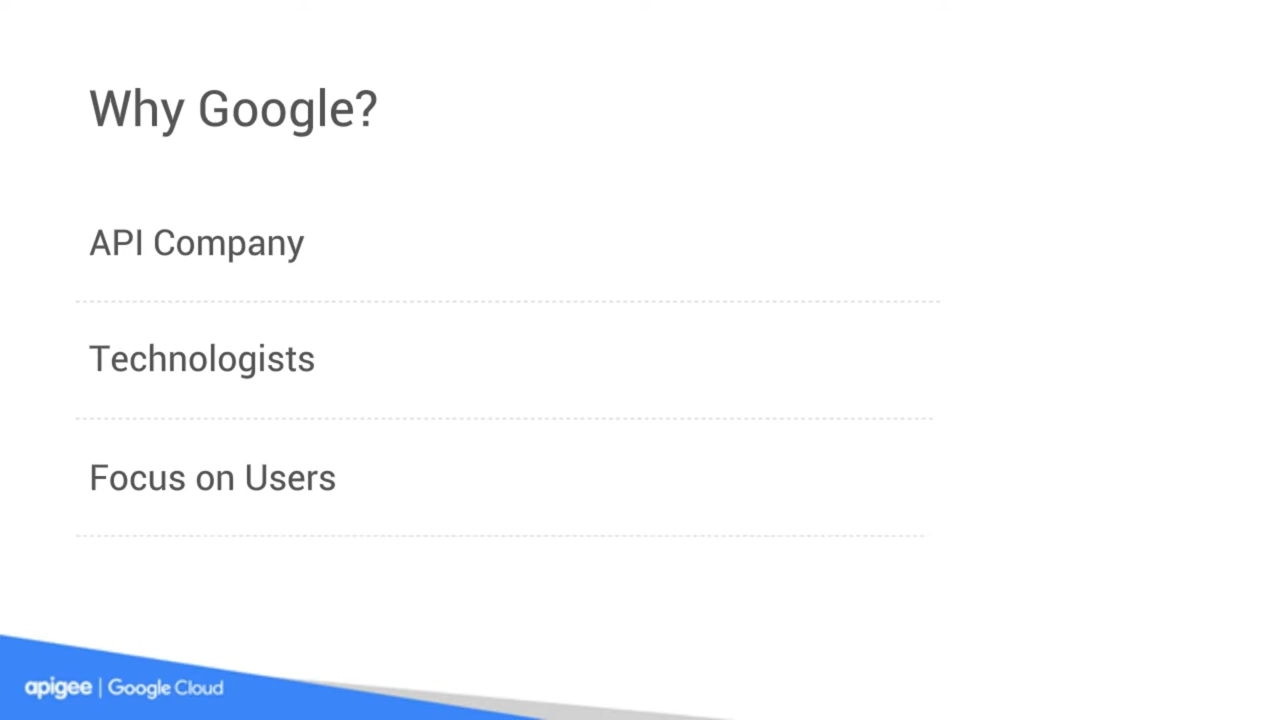 Why Google?
API Company
Technologists
Focus on Users
apigee | Google Cloud